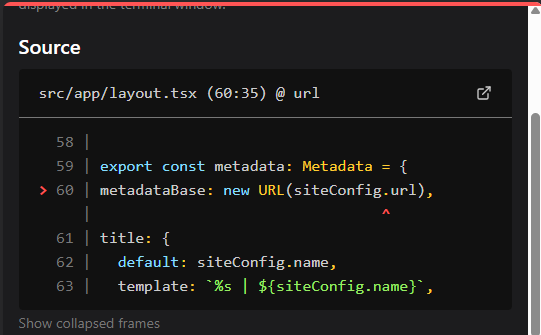 displayed in the terminal window.
Source
src/app/layout.tsx (60:35) @ url
58 |
59 | export const metadata: Metadata = {
> 60 | metadataBase: new URL(siteConfig.url),
| ^
61 | title: {
62 | default: siteConfig.name,
63 | template: `%s | ${siteConfig.name}`,
Show collapsed frames